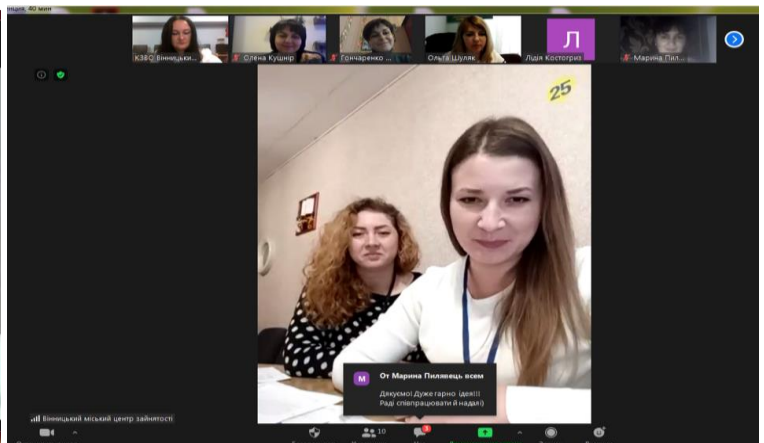 40 мин
КЗВО Вінницьки...
Олена Кушнір
Гончаренко ...
Ольга Шуляк
Л
Лідія Костогриз
Марина Пил...
25
М
От Марина Пилявець всем
Дякуємо! Дуже гарно ідея!!!
Раді співпрацювати й надалі)
Вінницький міський центр зайнятості
10
3